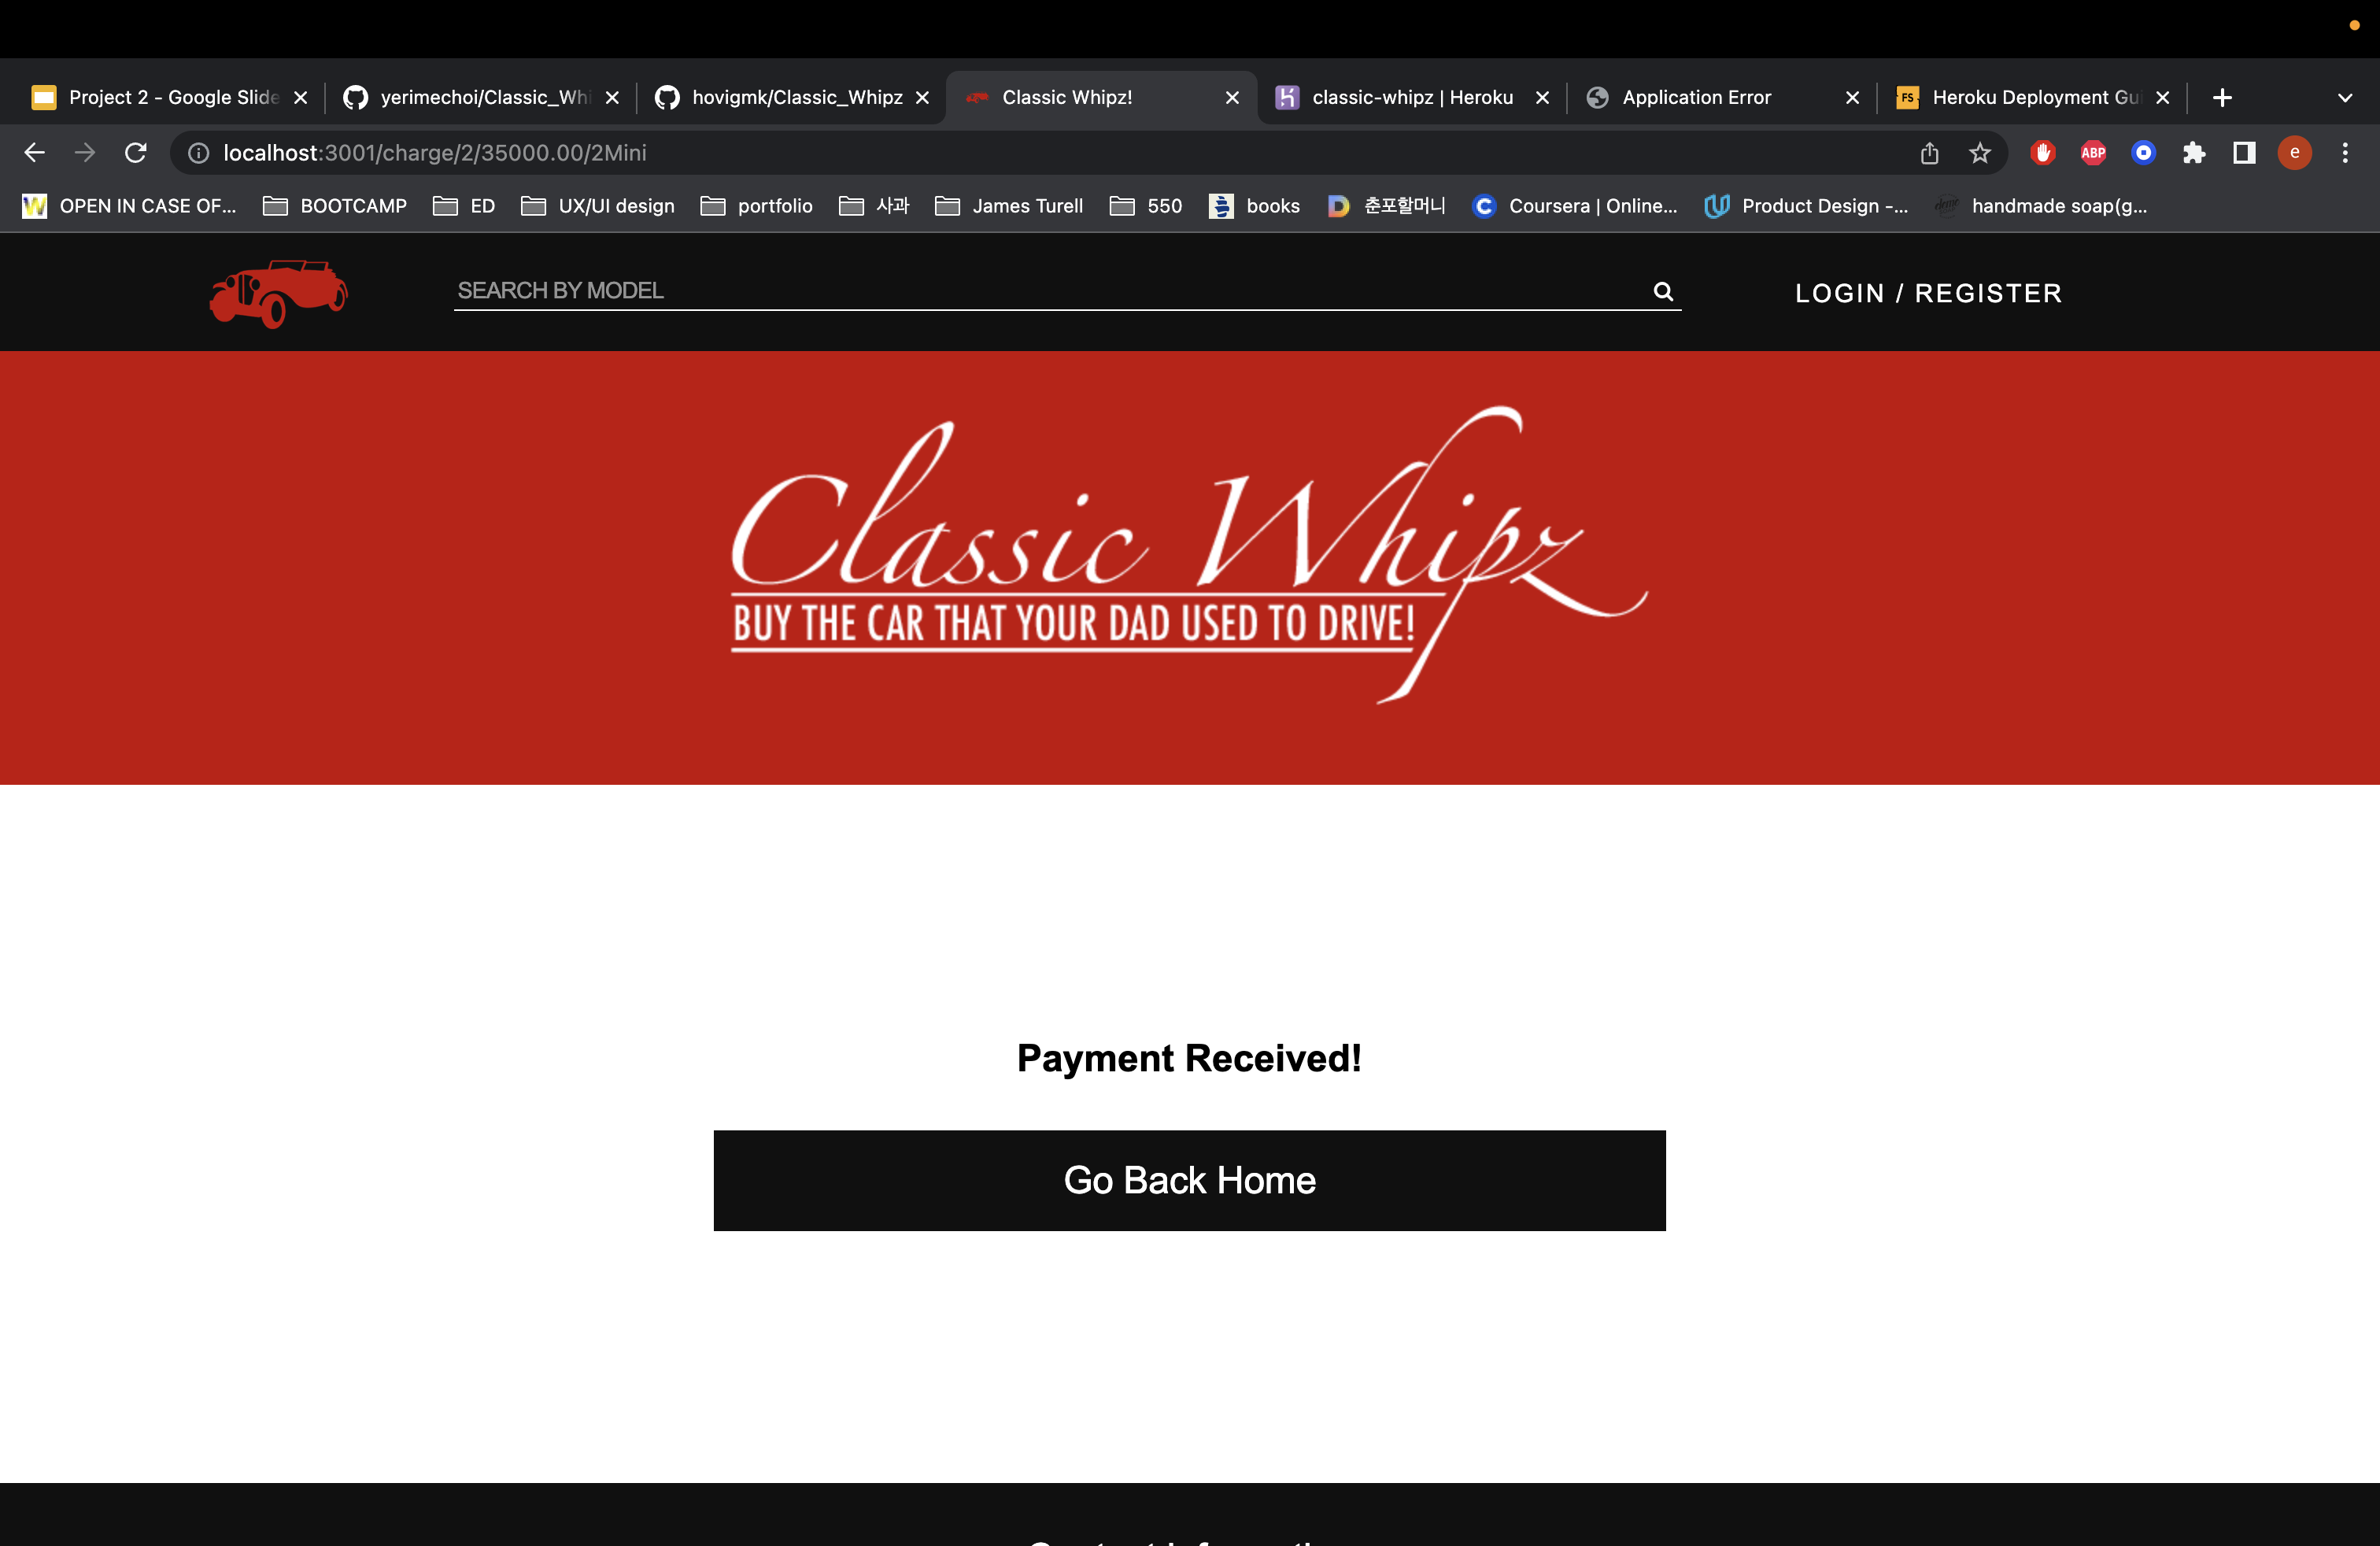 Project 2 - Google Slide
yerimechoi/Classic_Whi
hovigmk/Classic_Whipz
Classic Whipz!
classic-whipz | Heroku
Application Error
FS
Heroku Deployment Gui
localhost:3001/charge/2/35000.00/2Mini
ABP
e
OPEN IN CASE OF...
BOOTCAMP
ED
UX/UI design
portfolio
사과
James Turell
550
books
춘포할머니
Coursera | Online...
Product Design -...
handmade soap(g...
SEARCH BY MODEL
LOGIN / REGISTER
Classic Whipz
BUY THE CAR THAT YOUR DAD USED TO DRIVE!
Payment Received!
Go Back Home